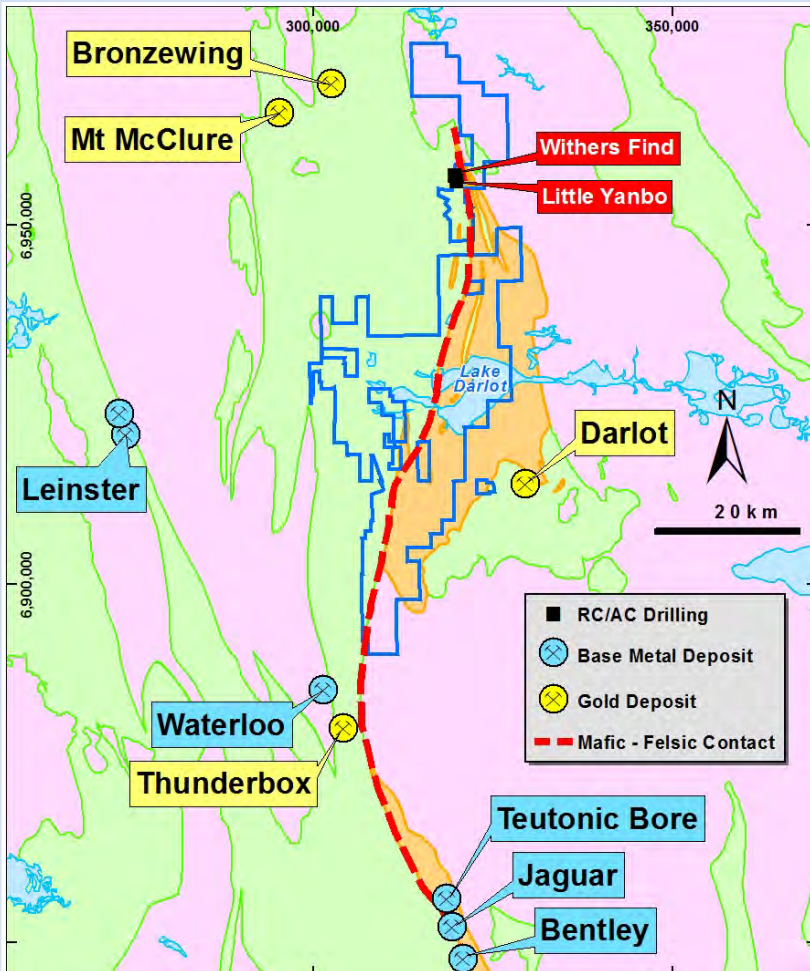 300,000
350,000
Bronzewing
Mt McClure
Withers Find
Little Yanbo
6,950,000
Lake
Darlot
N
Darlot
Leinster
20km
6,900,000
RC/AC Drilling
Base Metal Deposit
Gold Deposit
Mafic - Felsic Contact
Waterloo
Thunderbox
Teutonic Bore
Jaguar
Bentley